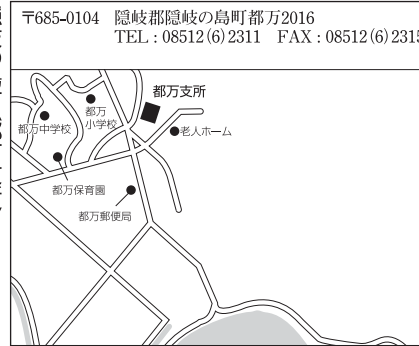 〒685-0104 隠岐郡隠岐の島町都万2016
TEL : 08512(6)2311 FAX : 08512(6)2315
都万支所
都万
小学校
都万中学校
老人ホーム
都万保育園
都万郵便局